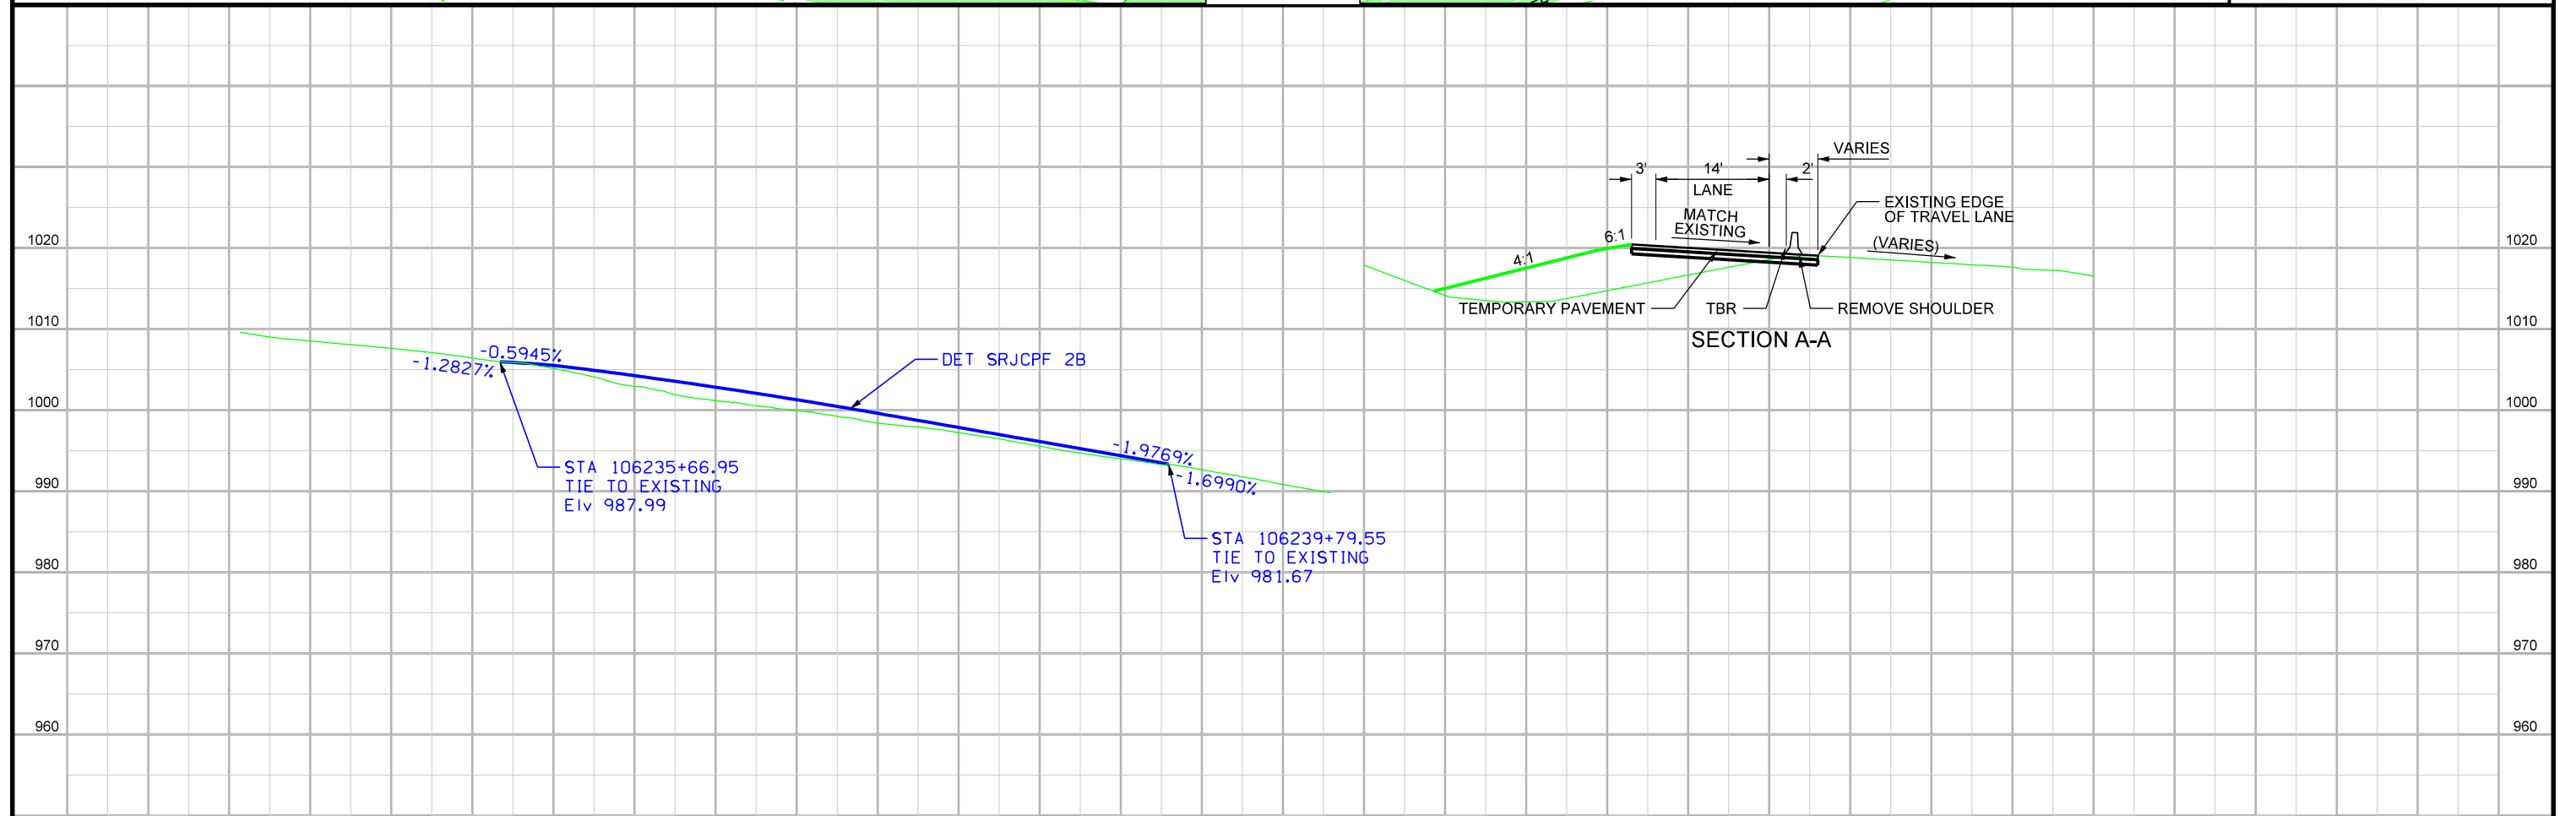 VARIES
3' 14' 2'
LANE
MATCH
EXISTING
EXISTING EDGE
OF TRAVEL LANE
6:1
(VARIES)
4:1
1020 1020
TEMPORARY PAVEMENT TBR REMOVE SHOULDER
1010 1010
SECTION A-A
-0.5945%
-1.2827%
DET SRJCPF 2B
1000 1000
-1.9769%
-1.6990%
STA 106235+66.95
TIE TO EXISTING
Elv 987.99
990 990
STA 106239+79.55
TIE TO EXISTING
Elv 981.67
980 980
970 970
960 960